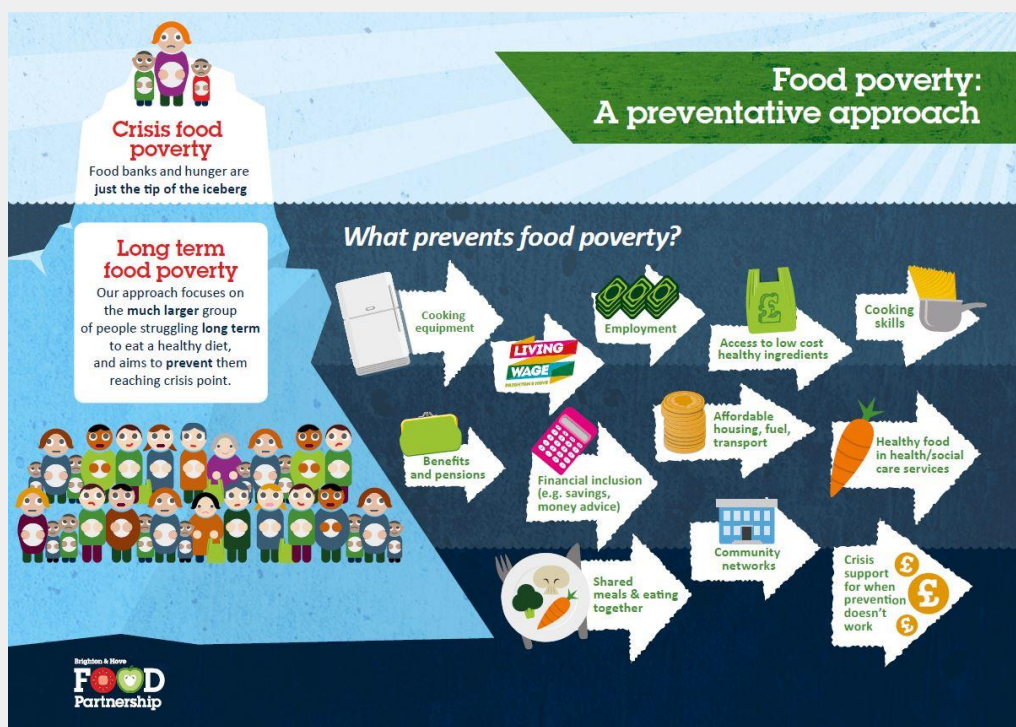 Food poverty:
A preventative approach
Crisis food
poverty
Food banks and hunger are
just the tip of the iceberg
Long term
food poverty
Our approach focuses on
the much larger group
of people struggling long term
to eat a healthy diet,
and aims to prevent them
reaching crisis point.
What prevents food poverty?
Cooking
equipment
LIVING
WAGE
BRIGHTON & HOVE
Employment
£
Access to low cost
healthy ingredients
Cooking
skills
Benefits
and pensions
Financial inclusion
(e.g. savings,
money advice)
Affordable
housing, fuel,
transport
Healthy food
in health/social
care services
Shared
meals & eating
together
Community
networks
Crisis
support
for when
prevention
doesn't
work
£
£
£
Brighton & Hove
FOOD
Partnership